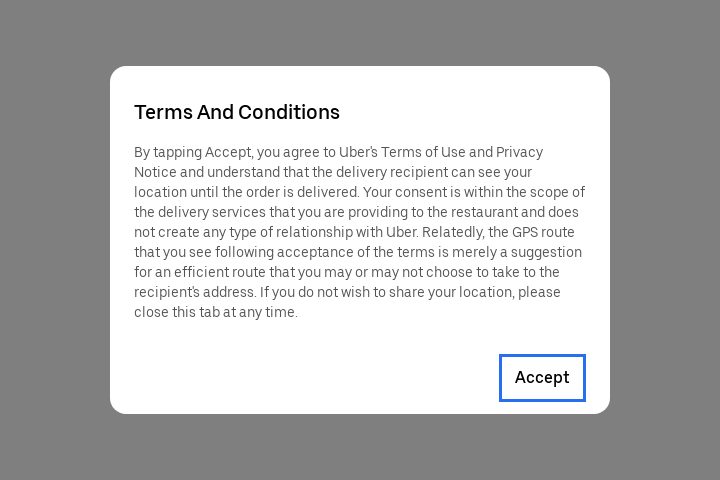 Terms And Conditions
By tapping Accept, you agree to Uber's Terms of Use and Privacy
Notice and understand that the delivery recipient can see your
location until the order is delivered. Your consent is within the scope of
the delivery services that you are providing to the restaurant and does
not create any type of relationship with Uber. Relatedly, the GPS route
that you see following acceptance of the terms is merely a suggestion
for an efficient route that you may or may not choose to take to the
recipient's address. If you do not wish to share your location, please
close this tab at any time.
Accept